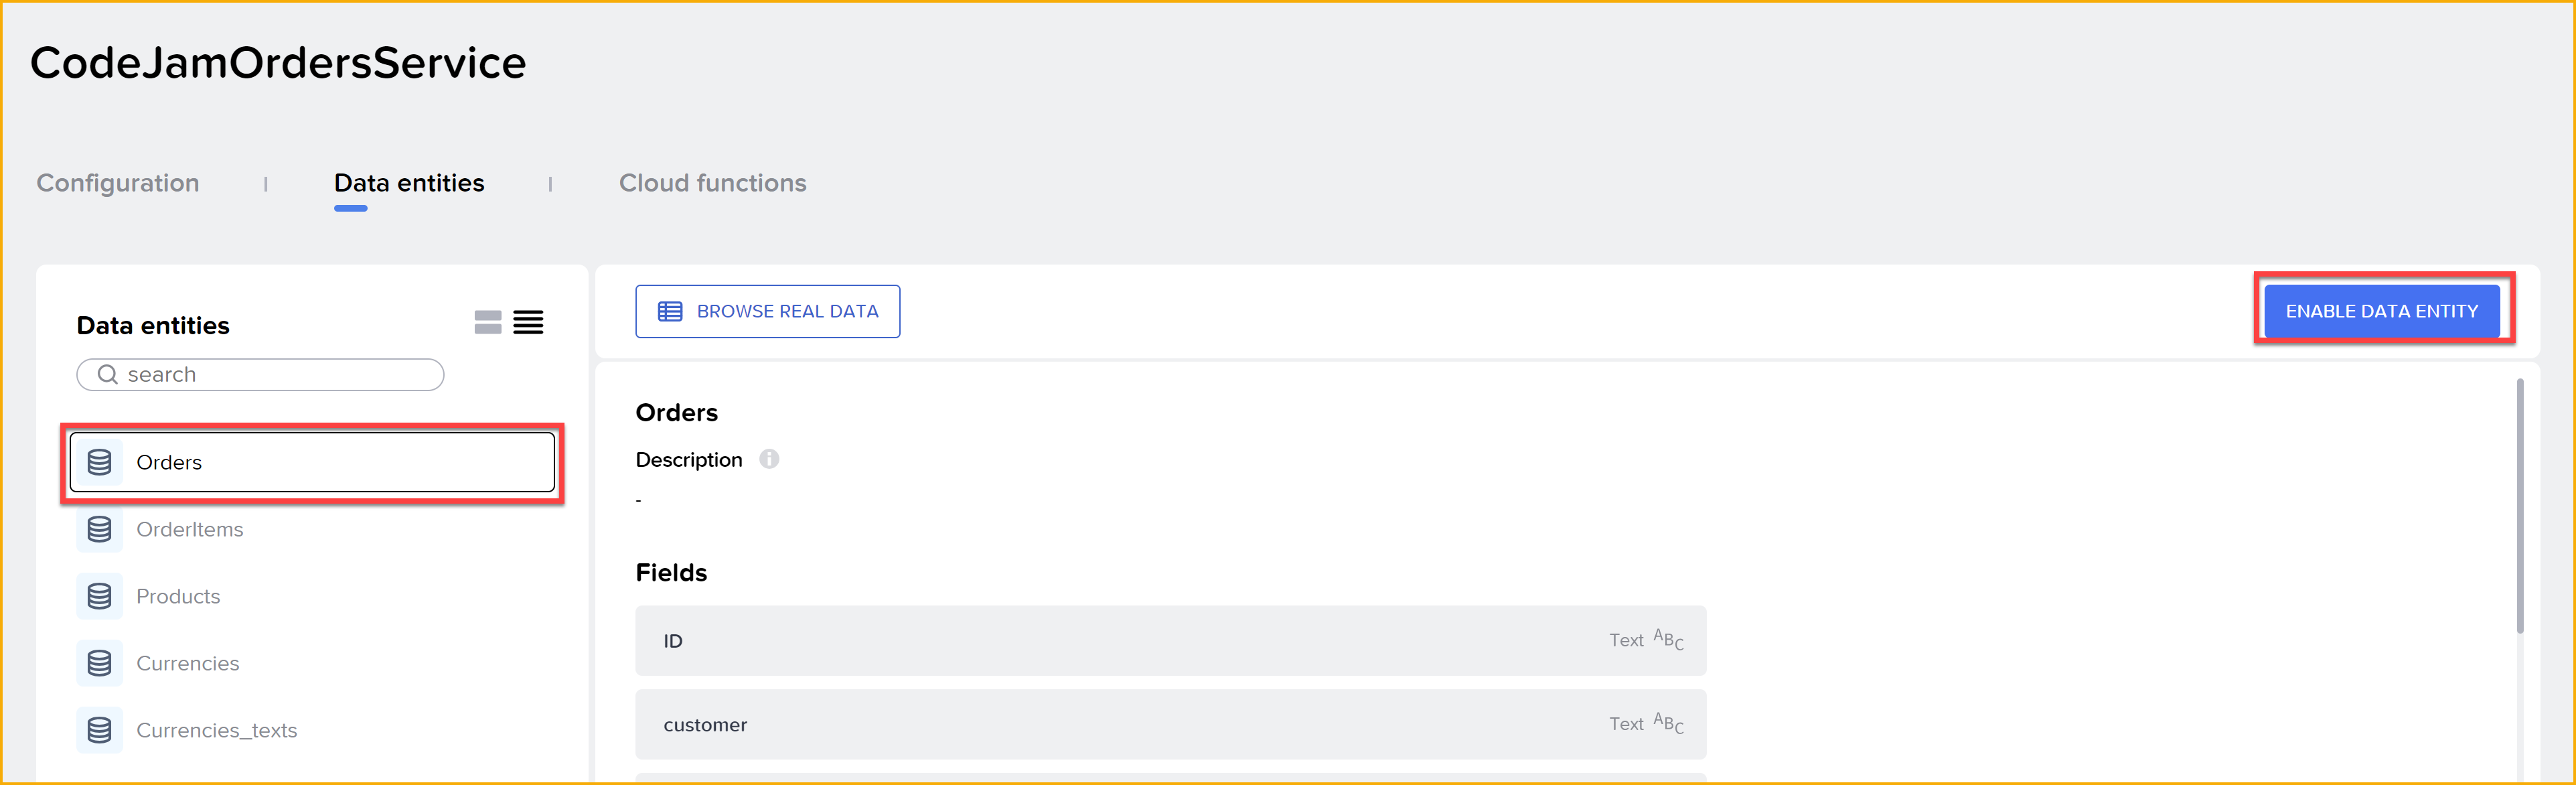 CodeJamOrdersService
Configuration | Data entities | Cloud functions
Data entities
search
Orders
OrderItems
Products
Currencies
Currencies_texts
BROWSE REAL DATA
ENABLE DATA ENTITY
Orders
Description
-
Fields
ID Text ABC
customer Text ABC